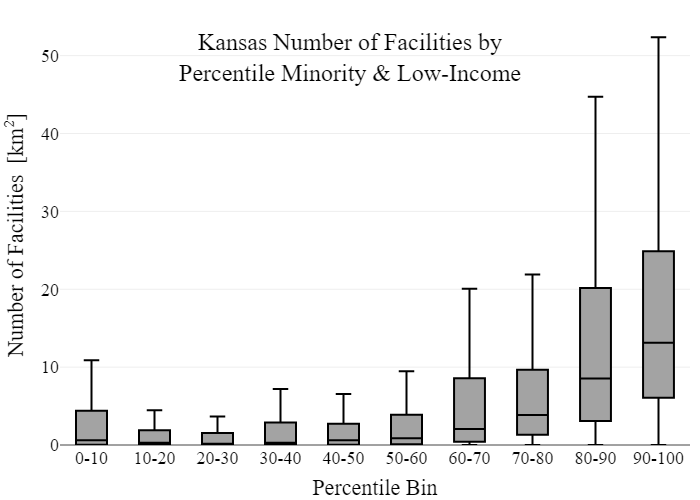 Kansas Number of Facilities by
Percentile Minority & Low-Income
Number of Facilities [km²]
50
40
30
20
10
0
0-10 10-20 20-30 30-40 40-50 50-60 60-70 70-80 80-90 90-100
Percentile Bin